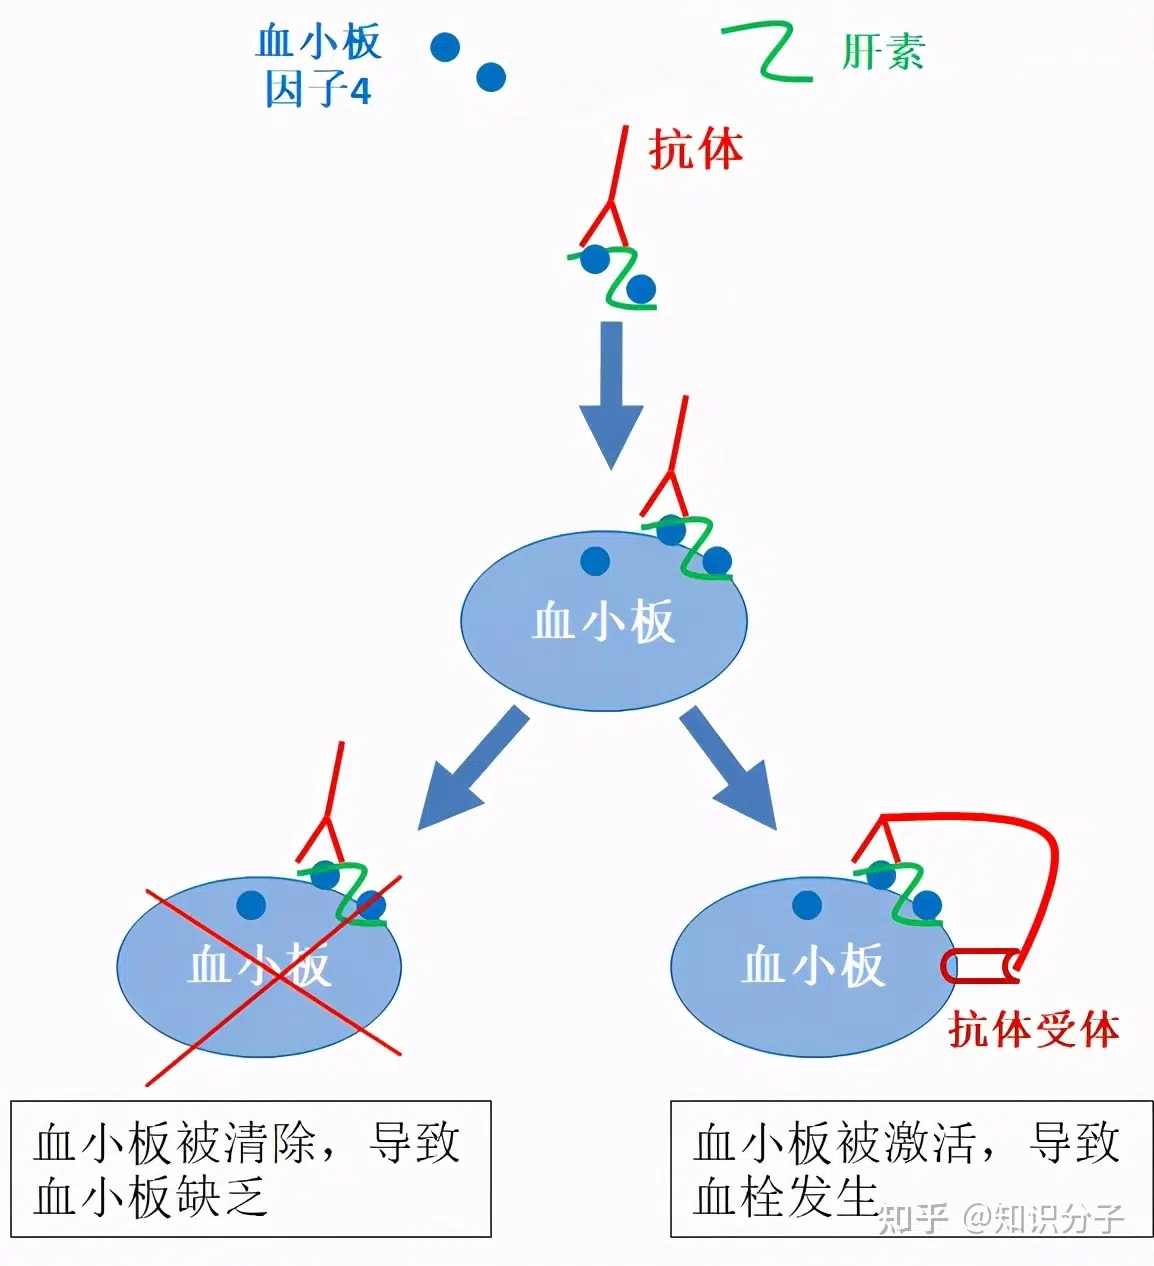 血小板
因子4
肝素
抗体
血小板
血小板
血小板
抗体受体
血小板被清除，导致
血小板缺乏
血小板被激活，导致
血栓发生
知乎 @知识分子